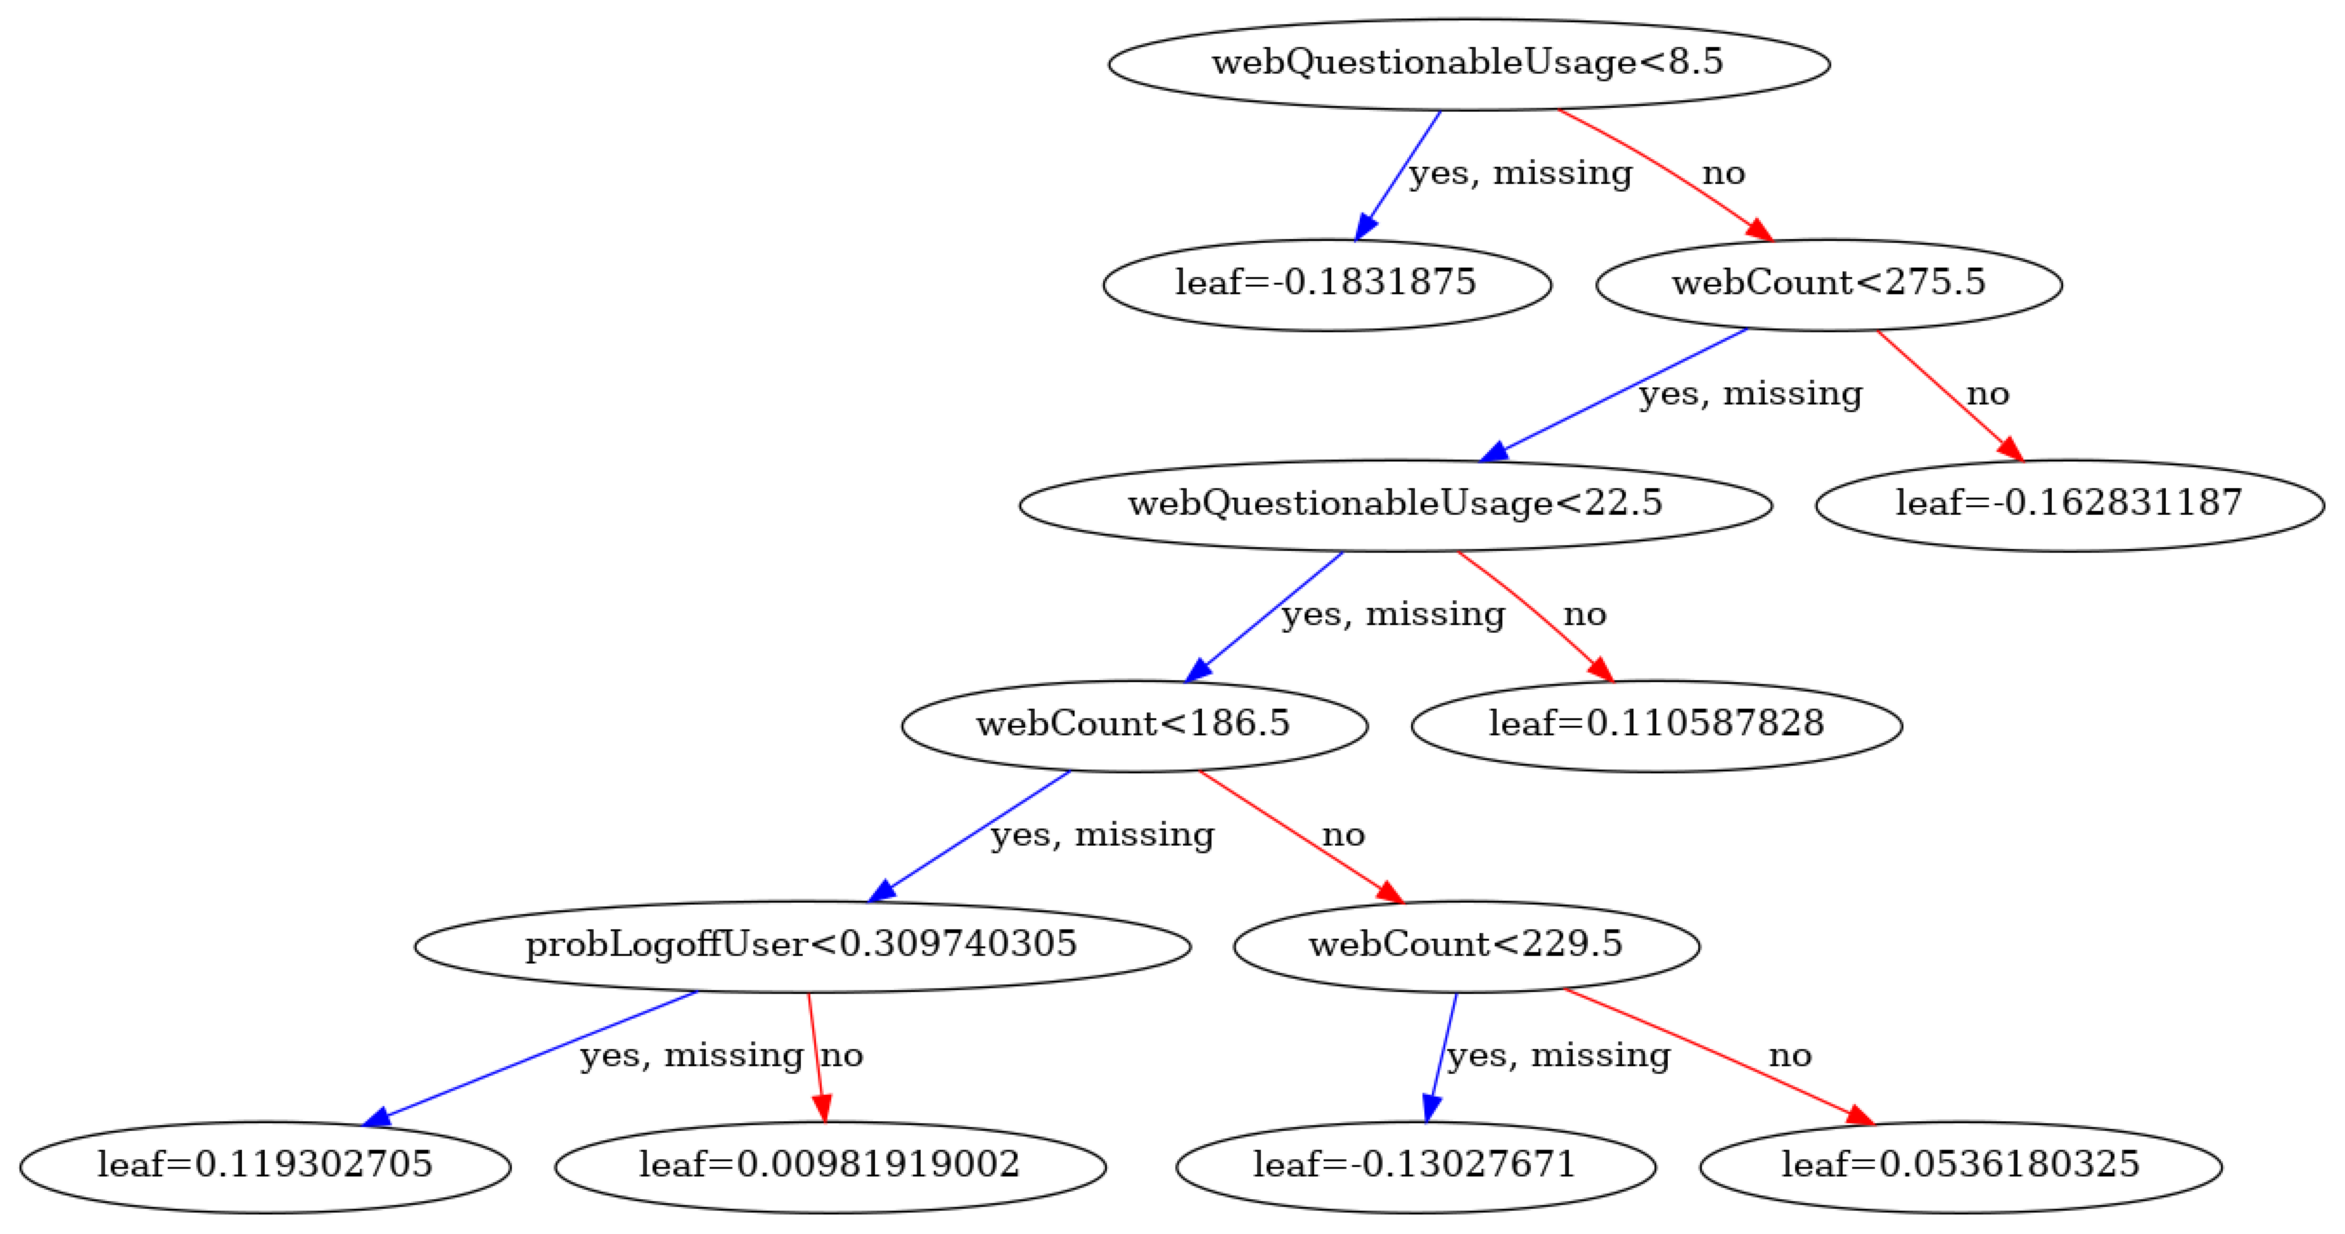 webQuestionableUsage<8.5
yes, missing
no
leaf=-0.1831875
webCount<275.5
yes, missing
no
webQuestionableUsage<22.5
leaf=-0.162831187
yes, missing
no
webCount<186.5
leaf=0.110587828
yes, missing
no
probLogoffUser<0.309740305
webCount<229.5
yes, missing
no
yes, missing
no
leaf=0.119302705
leaf=0.00981919002
leaf=-0.13027671
leaf=0.0536180325